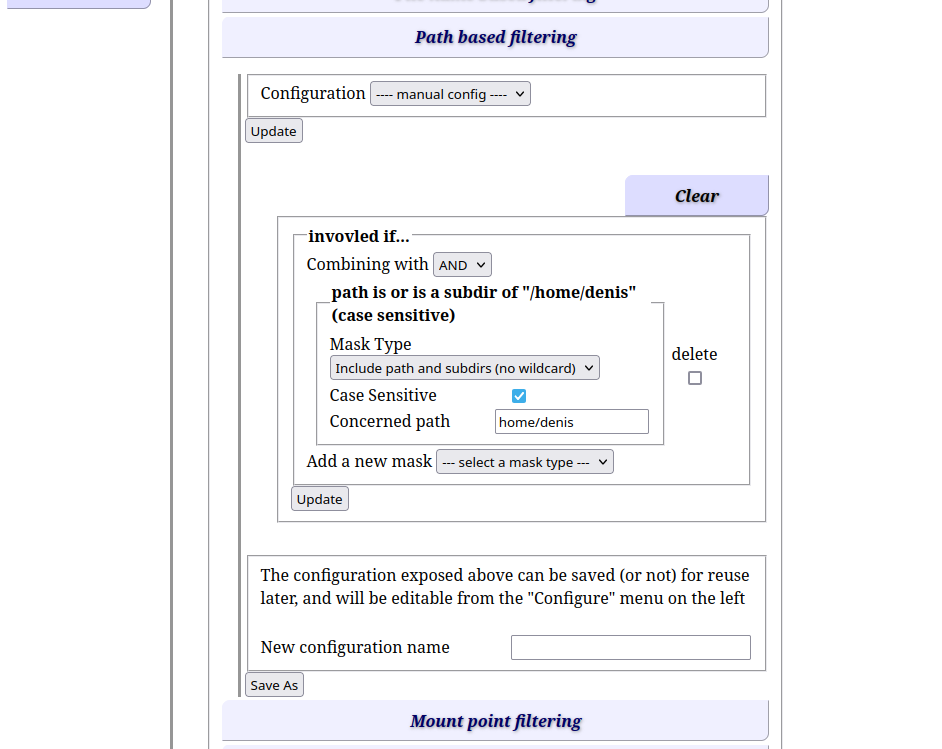 Path based filtering
Configuration ---- manual config ----
Update
Clear
invovled if...
Combining with AND
path is or is a subdir of "/home/denis"
(case sensitive)
Mask Type
Include path and subdirs (no wildcard)
delete
Case Sensitive
Concerned path home/denis
Add a new mask --- select a mask type ---
Update
The configuration exposed above can be saved (or not) for reuse
later, and will be editable from the "Configure" menu on the left
New configuration name
Save As
Mount point filtering